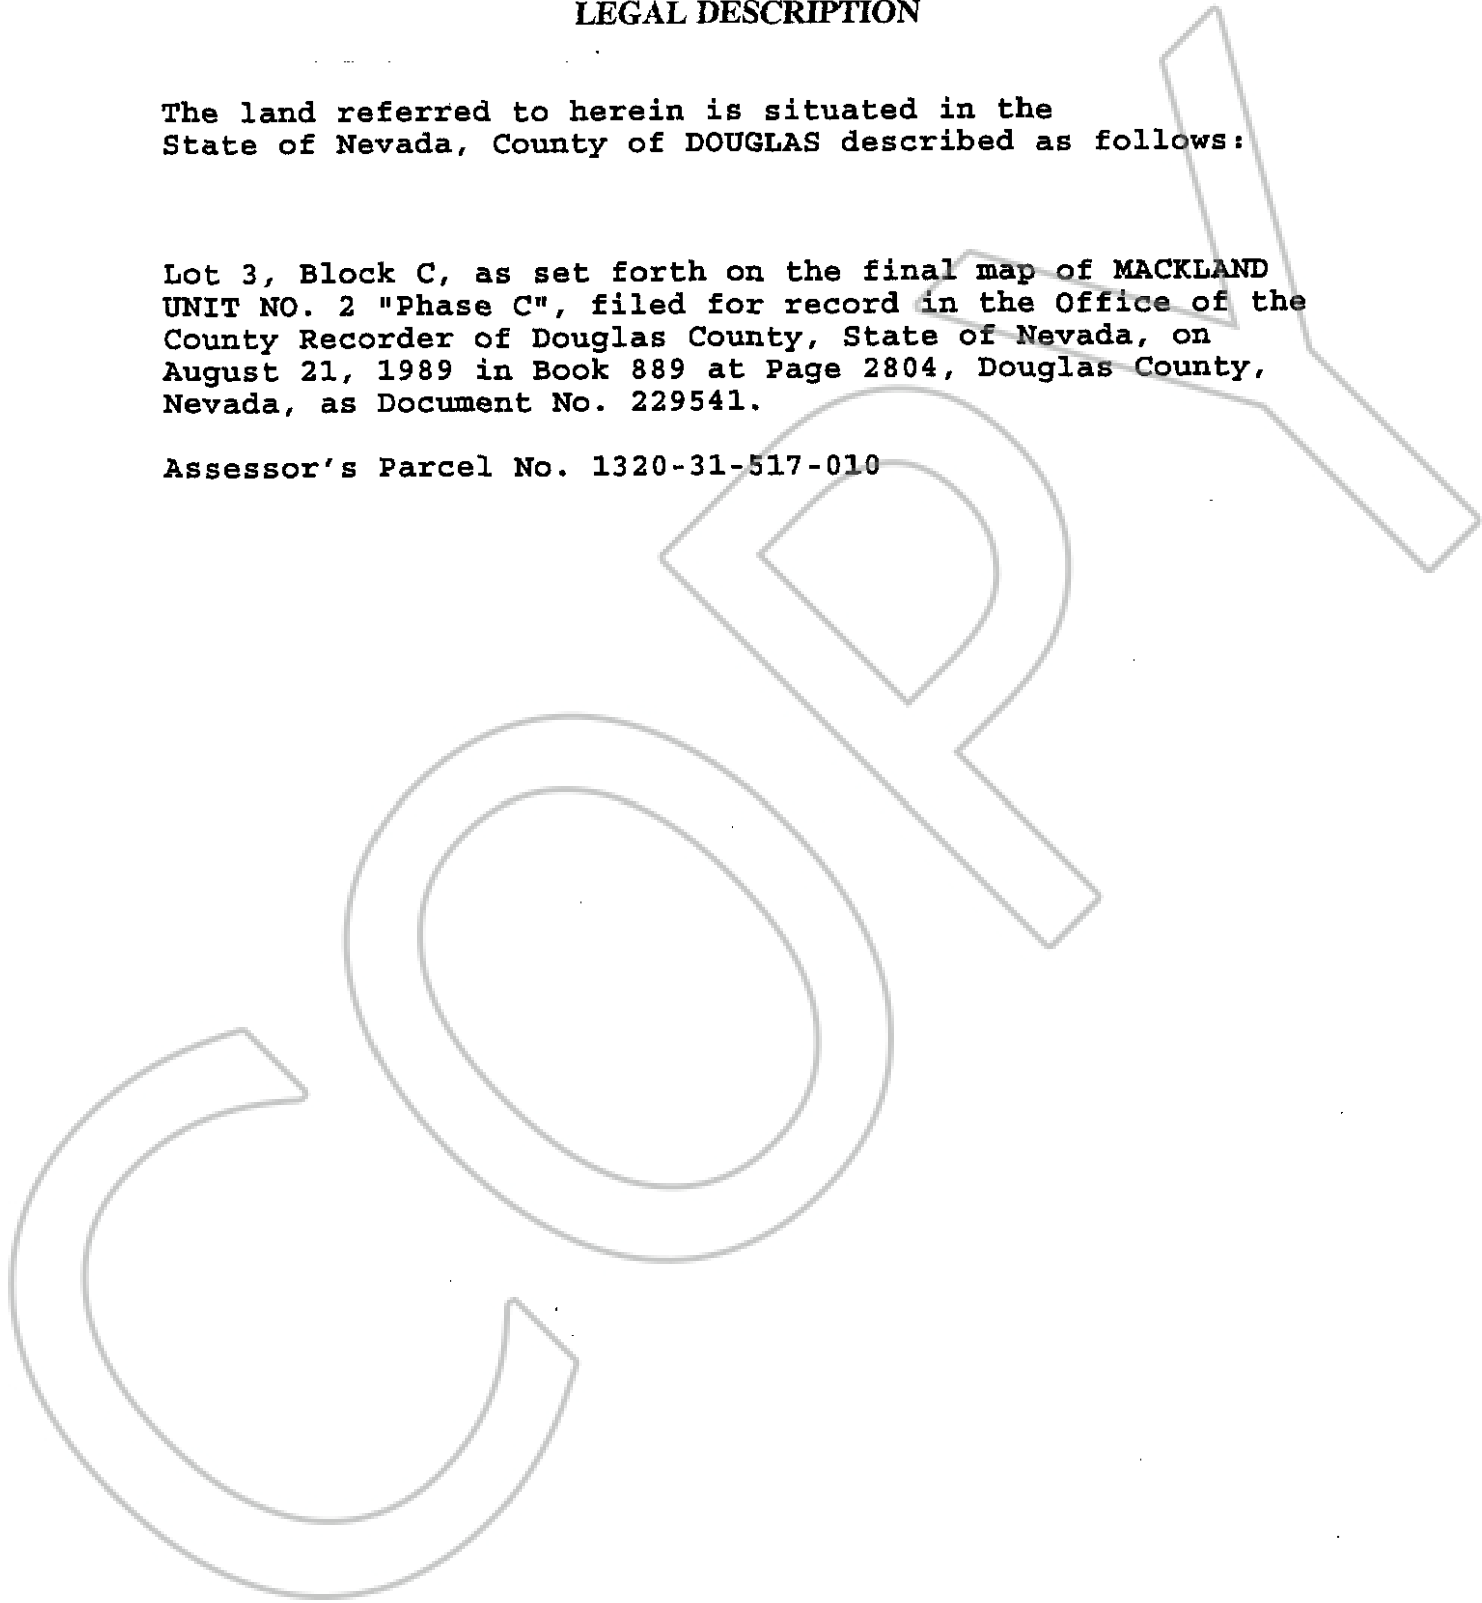 LEGAL DESCRIPTION
The land referred to herein is situated in the
State of Nevada, County of DOUGLAS described as follows:
Lot 3, Block C, as set forth on the final map of MACKLAND
UNIT NO. 2 "Phase C", filed for record in the Office of the
County Recorder of Douglas County, State of Nevada, on
August 21, 1989 in Book 889 at Page 2804, Douglas County,
Nevada, as Document No. 229541.
Assessor's Parcel No. 1320-31-517-010
COPY